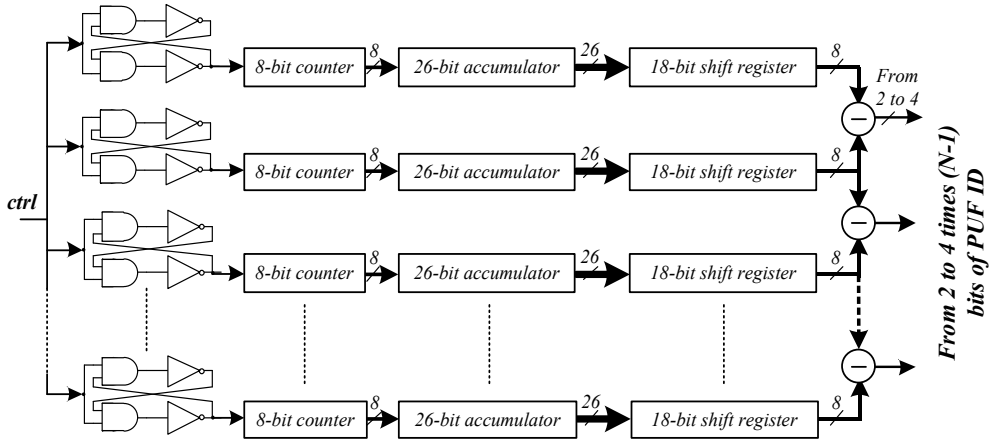 8-bit counter 8 26-bit accumulator 26 18-bit shift register 8
From
2 to 4
8-bit counter 8 26-bit accumulator 26 18-bit shift register 8
ctrl
8-bit counter 8 26-bit accumulator 26 18-bit shift register 8
8-bit counter 8 26-bit accumulator 26 18-bit shift register 8
From 2 to 4 times (N-1)
bits of PUF ID